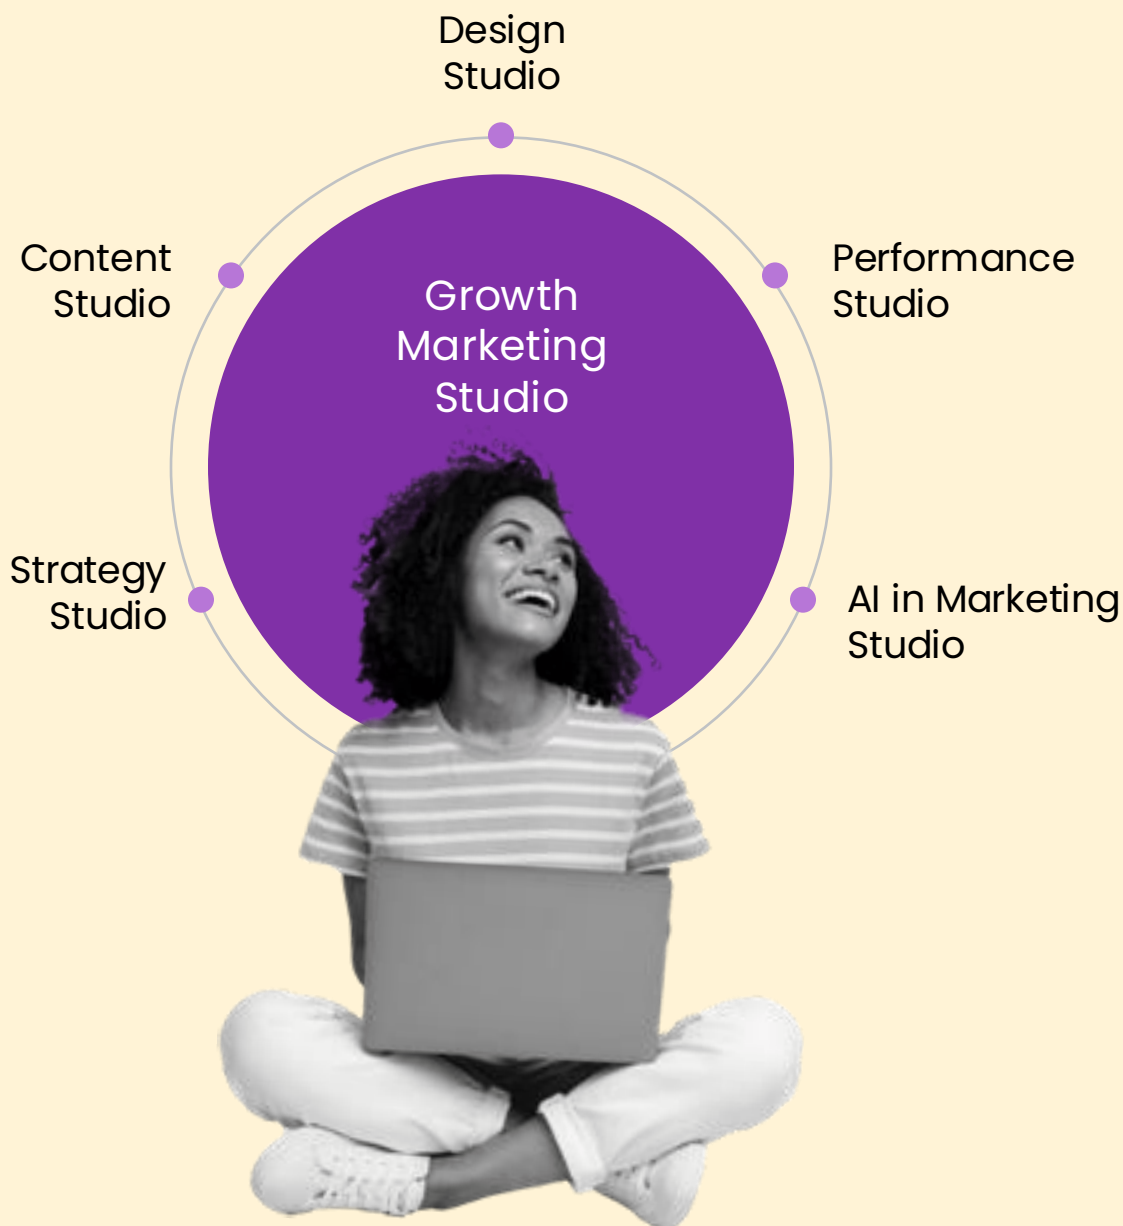 Design
Studio
Content
Studio
Performance
Studio
Growth
Marketing
Studio
Strategy
Studio
AI in Marketing
Studio